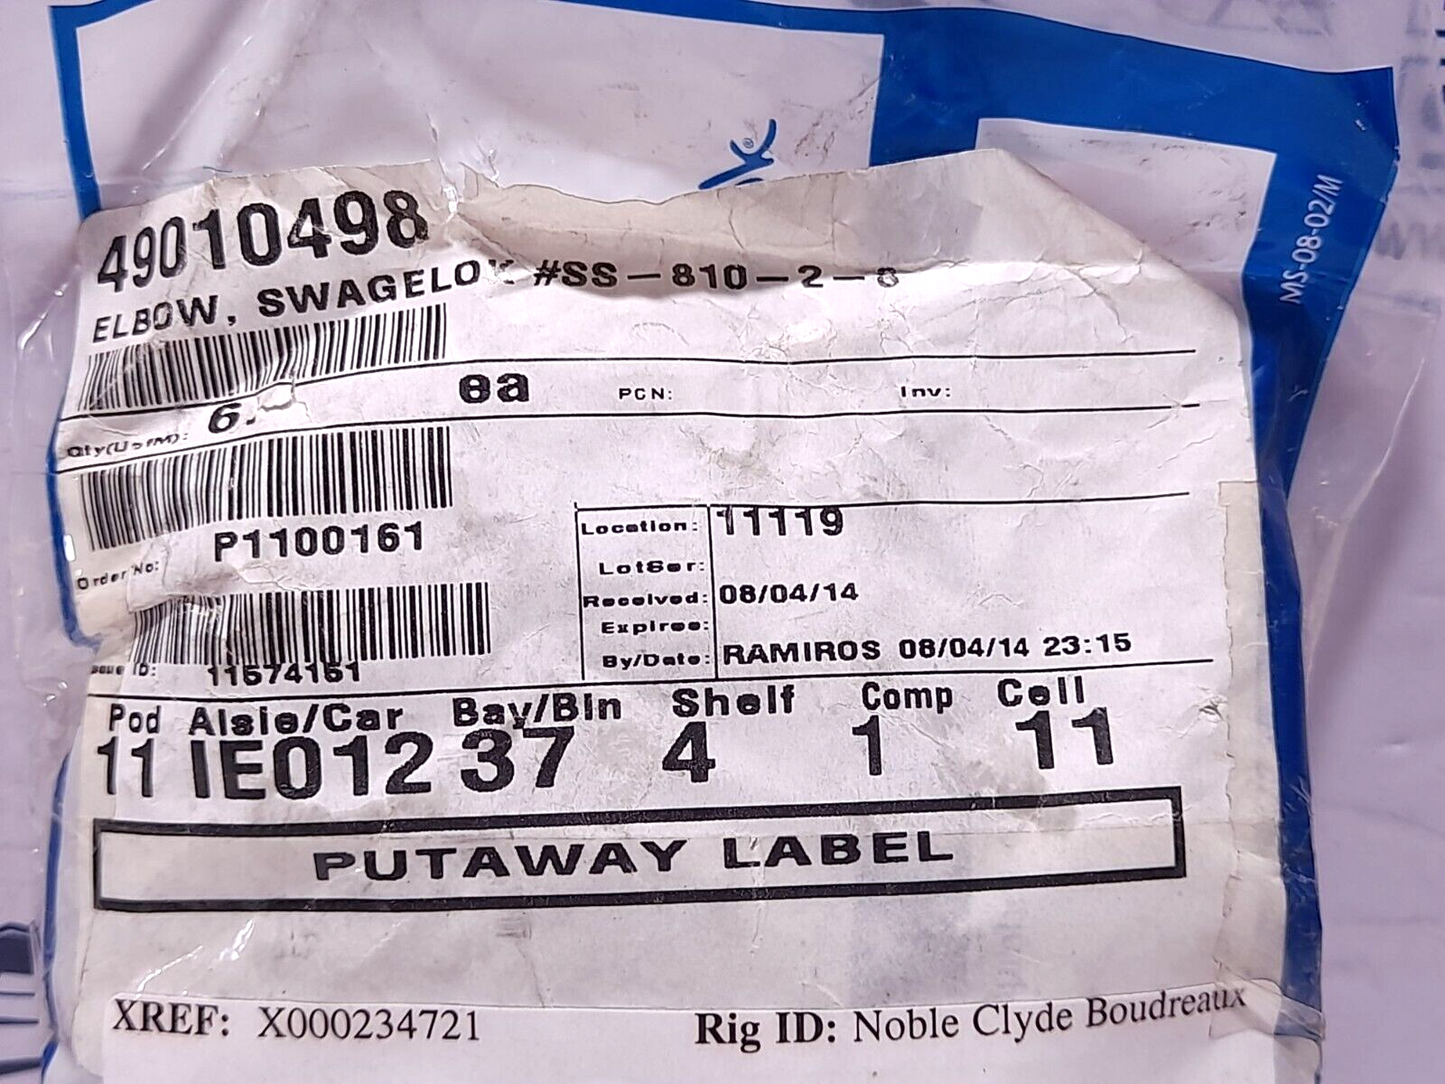 MS-08-02/M
49010498
ELBOW, SWAGELOK #SS-810-2-8
6. ea PCN: Inv:
Qty(UofM):
P1100161
Order No:
Location: 11119
LotSer:
Received: 08/04/14
Expires:
By/Date: RAMIROS 08/04/14 23:15
ID: 11574151
Pod Aisle/Car Bay/Bin Shelf Comp Cell
11 IE012 37 4 1 11
PUTAWAY LABEL
XREF: X000234721 Rig ID: Noble Clyde Boudreaux